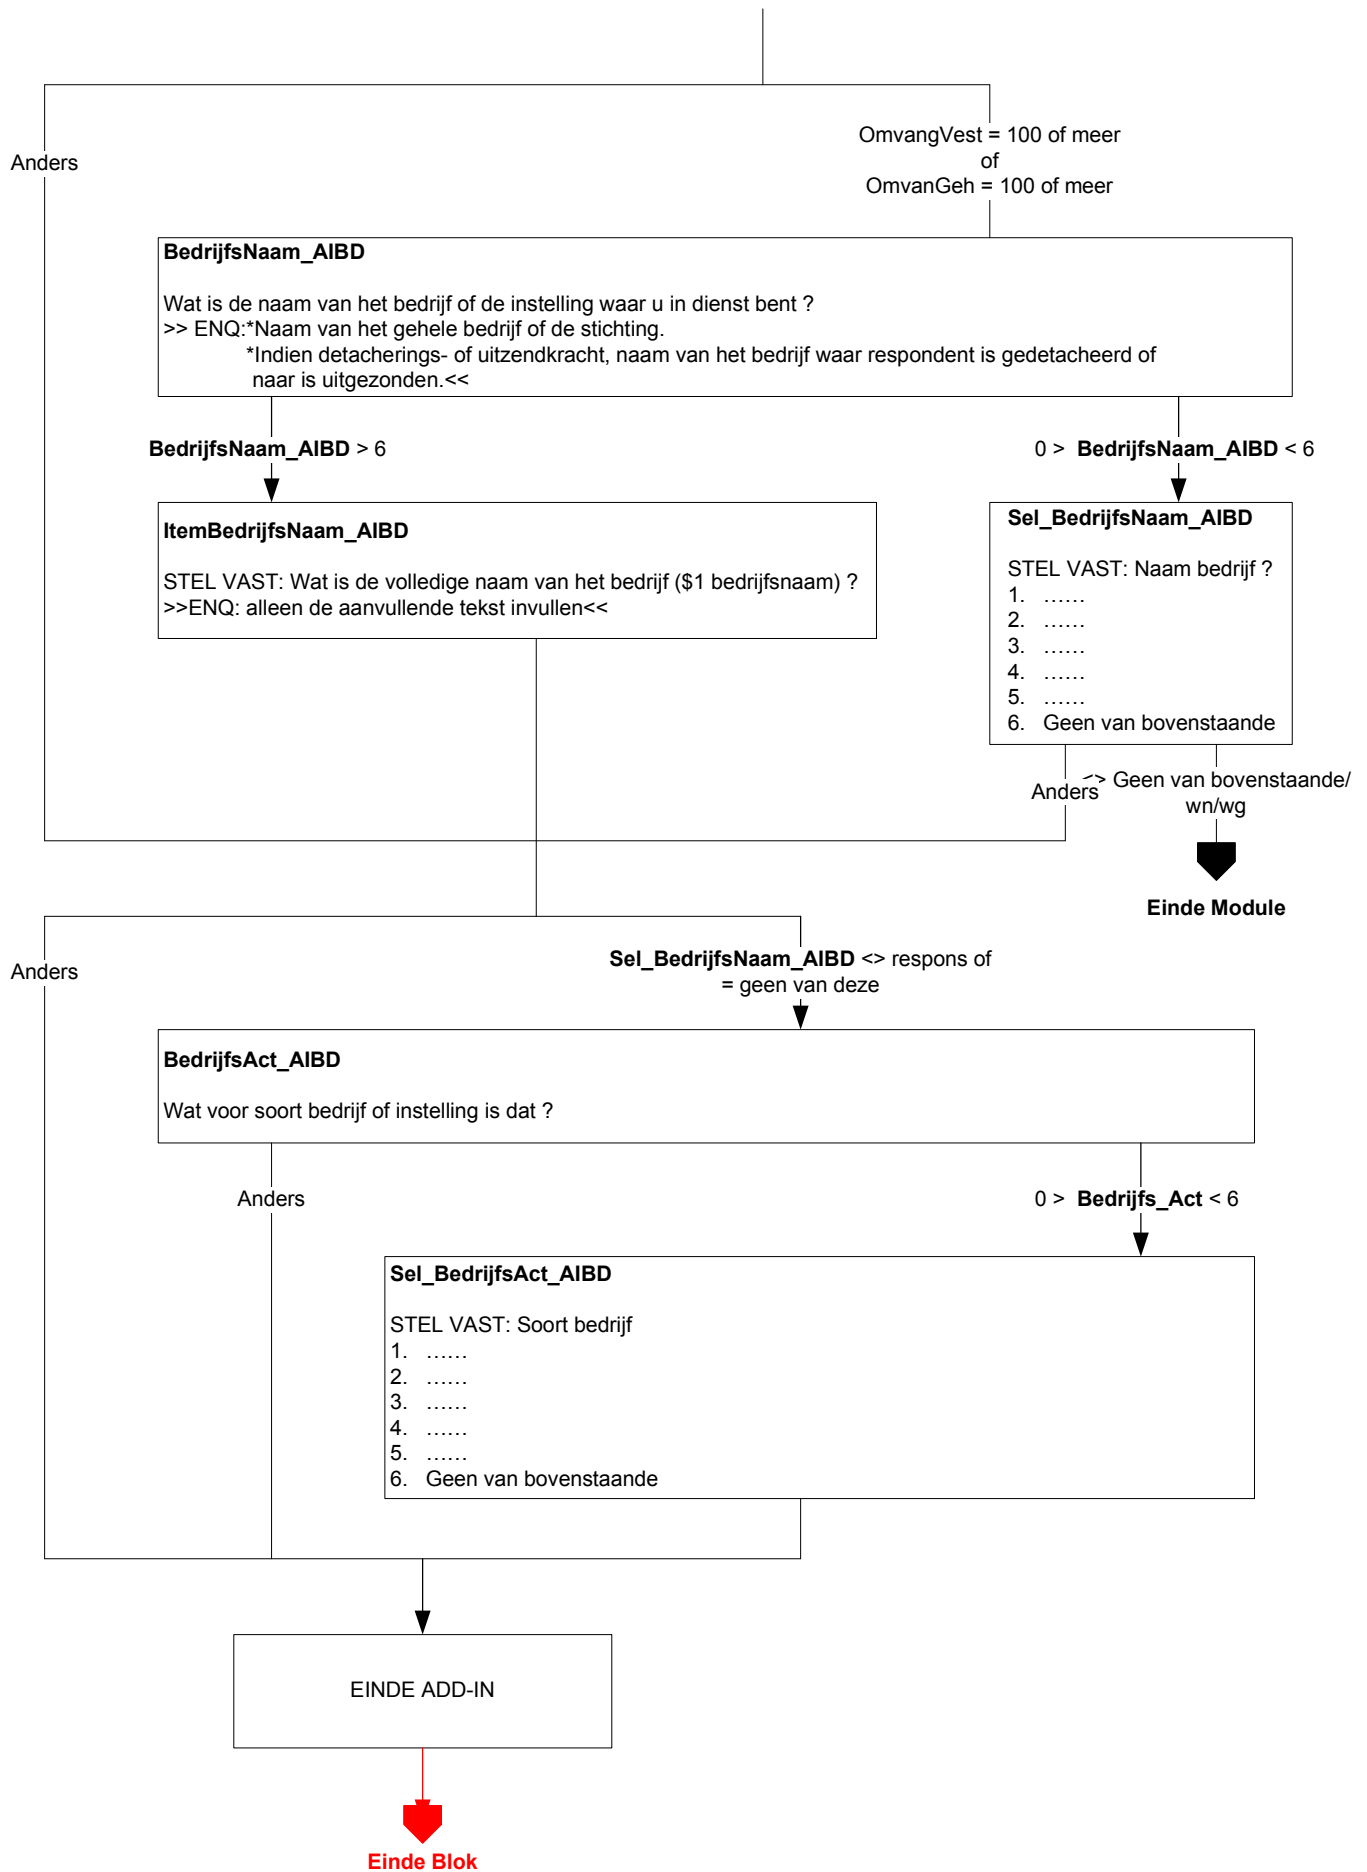 OmvangVest = 100 of meer
of
OmvanGeh = 100 of meer
Anders
BedrijfsNaam_AIBD
Wat is de naam van het bedrijf of de instelling waar u in dienst bent ?
>> ENQ:*Naam van het gehele bedrijf of de stichting.
*Indien detacherings- of uitzendkracht, naam van het bedrijf waar respondent is gedetacheerd of
naar is uitgezonden.<<
BedrijfsNaam_AIBD > 6
0 > BedrijfsNaam_AIBD < 6
ItemBedrijfsNaam_AIBD
STEL VAST: Wat is de volledige naam van het bedrijf ($1 bedrijfsnaam) ?
>>ENQ: alleen de aanvullende tekst invullen<<
Sel_BedrijfsNaam_AIBD
STEL VAST: Naam bedrijf ?
1. ……
2. ……
3. ……
4. ……
5. ……
6. Geen van bovenstaande
Anders
<> Geen van bovenstaande/
wn/wg
Einde Module
Anders
Sel_BedrijfsNaam_AIBD <> respons of
= geen van deze
BedrijfsAct_AIBD
Wat voor soort bedrijf of instelling is dat ?
Anders
0 > Bedrijfs_Act < 6
Sel_BedrijfsAct_AIBD
STEL VAST: Soort bedrijf
1. ……
2. ……
3. ……
4. ……
5. ……
6. Geen van bovenstaande
EINDE ADD-IN
Einde Blok